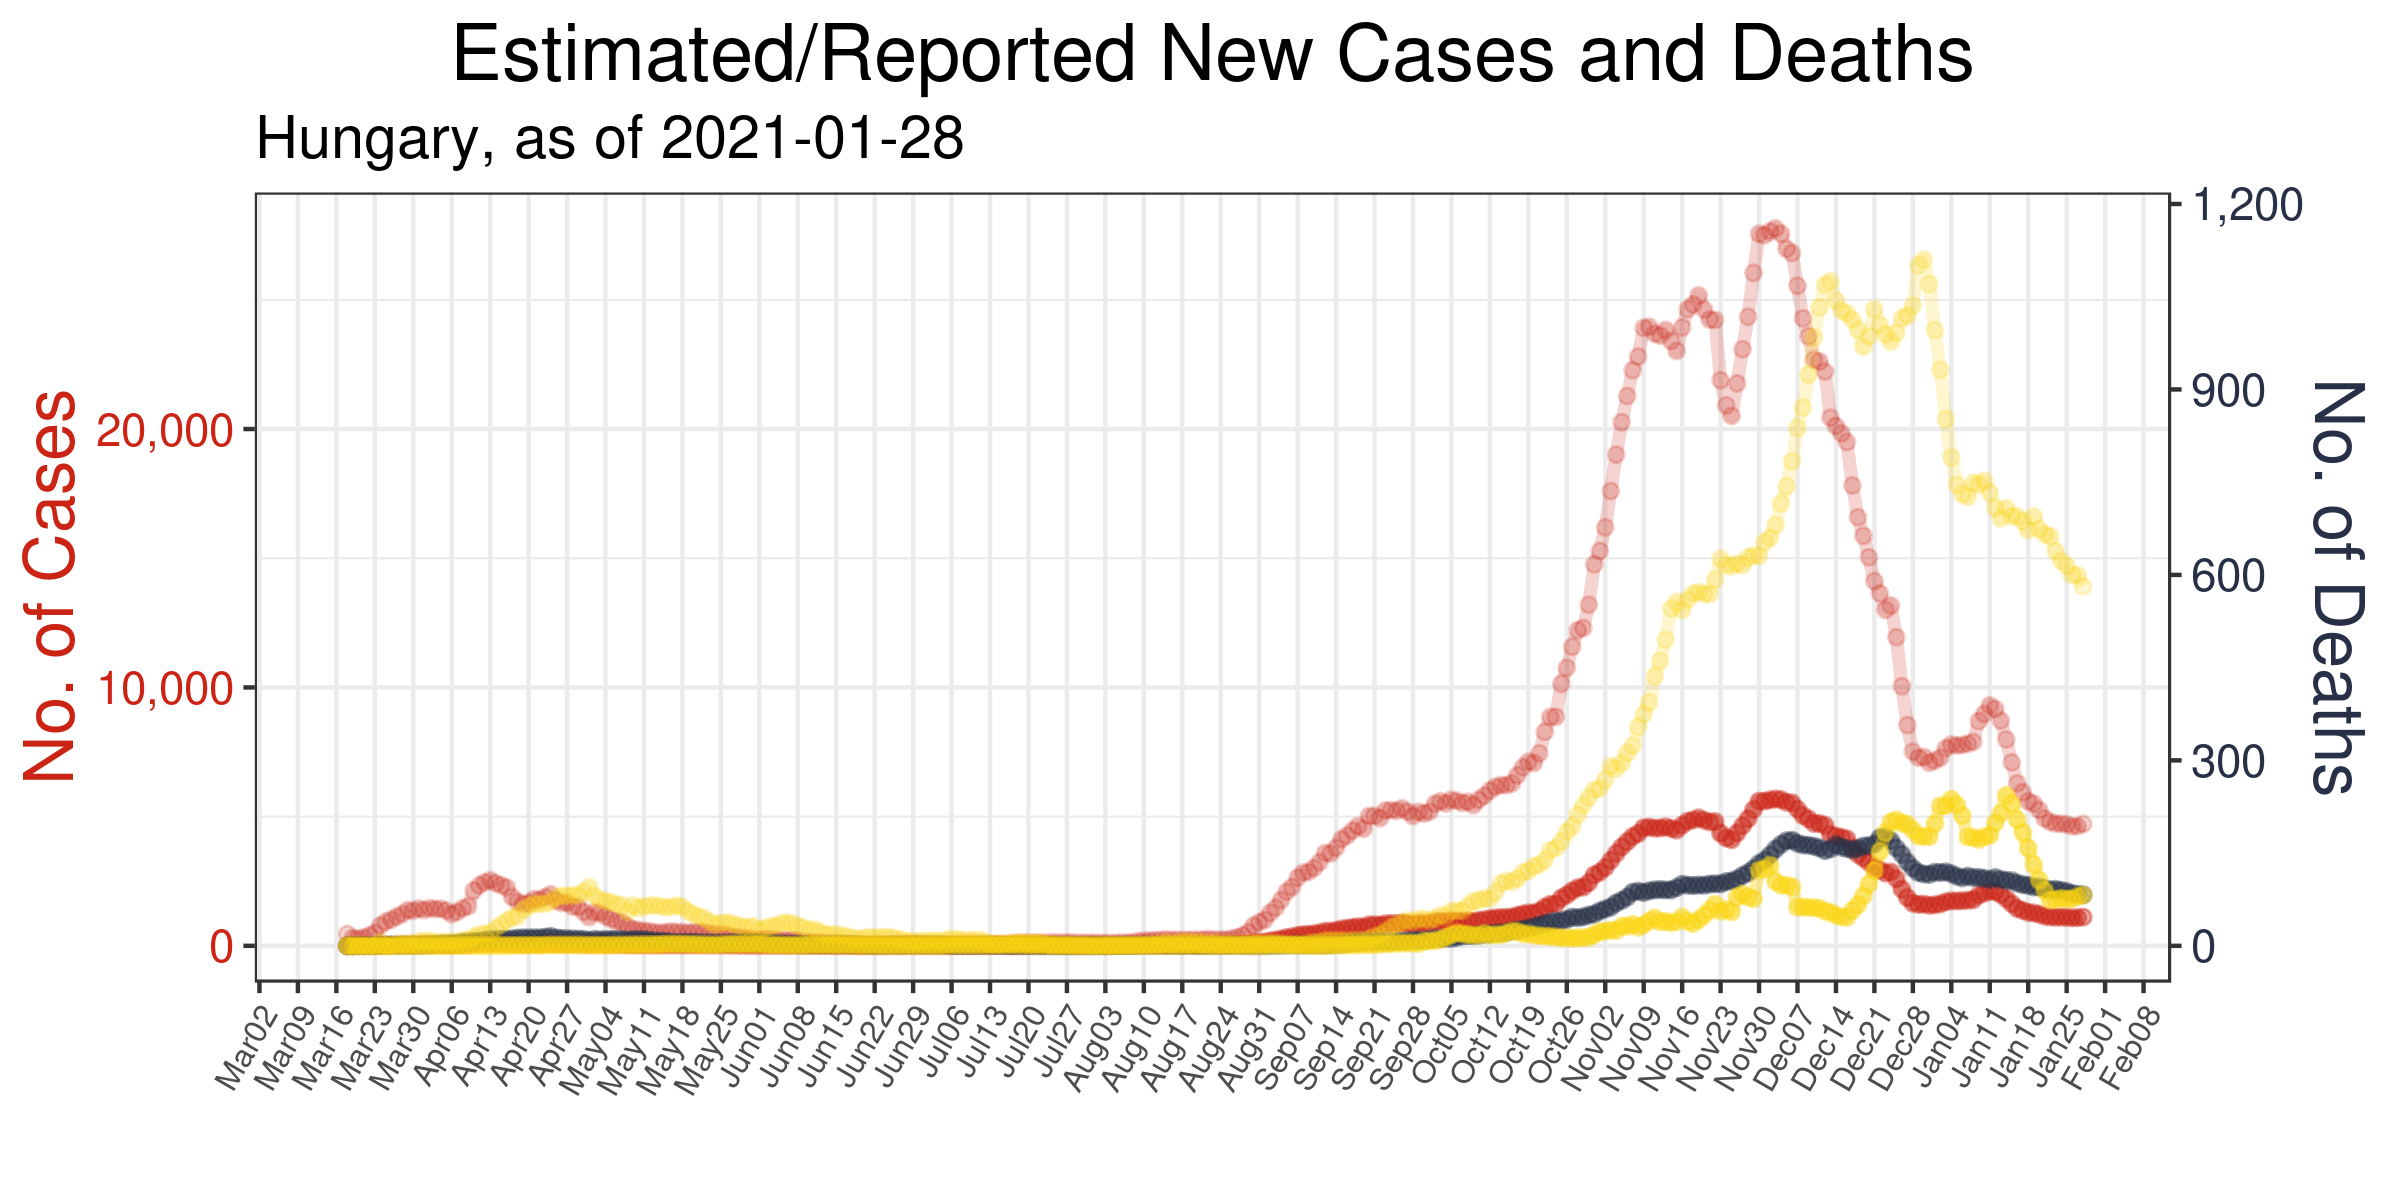 Estimated/Reported New Cases and Deaths
Hungary, as of 2021-01-28
No. of Cases
20,000
10,000
0
1,200
900
600
300
0
No. of Deaths
Mar02
Mar09
Mar16
Mar23
Mar30
Apr06
Apr13
Apr20
Apr27
May04
May11
May18
May25
Jun01
Jun08
Jun15
Jun22
Jun29
Jul06
Jul13
Jul20
Jul27
Aug03
Aug10
Aug17
Aug24
Aug31
Sep07
Sep14
Sep21
Sep28
Oct05
Oct12
Oct19
Oct26
Nov02
Nov09
Nov16
Nov23
Nov30
Dec07
Dec14
Dec21
Dec28
Jan04
Jan11
Jan18
Jan25
Feb01
Feb08